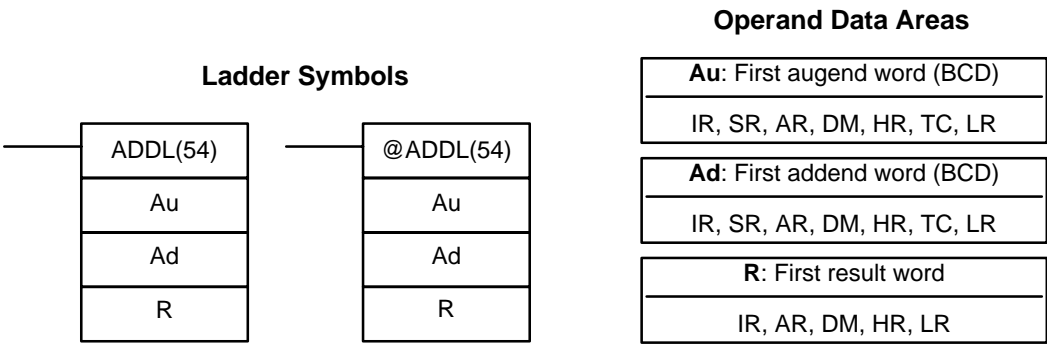 Ladder Symbols
ADDL(54)
Au
Ad
R
@ADDL(54)
Au
Ad
R
Operand Data Areas
Au: First augend word (BCD)
IR, SR, AR, DM, HR, TC, LR
Ad: First addend word (BCD)
IR, SR, AR, DM, HR, TC, LR
R: First result word
IR, AR, DM, HR, LR